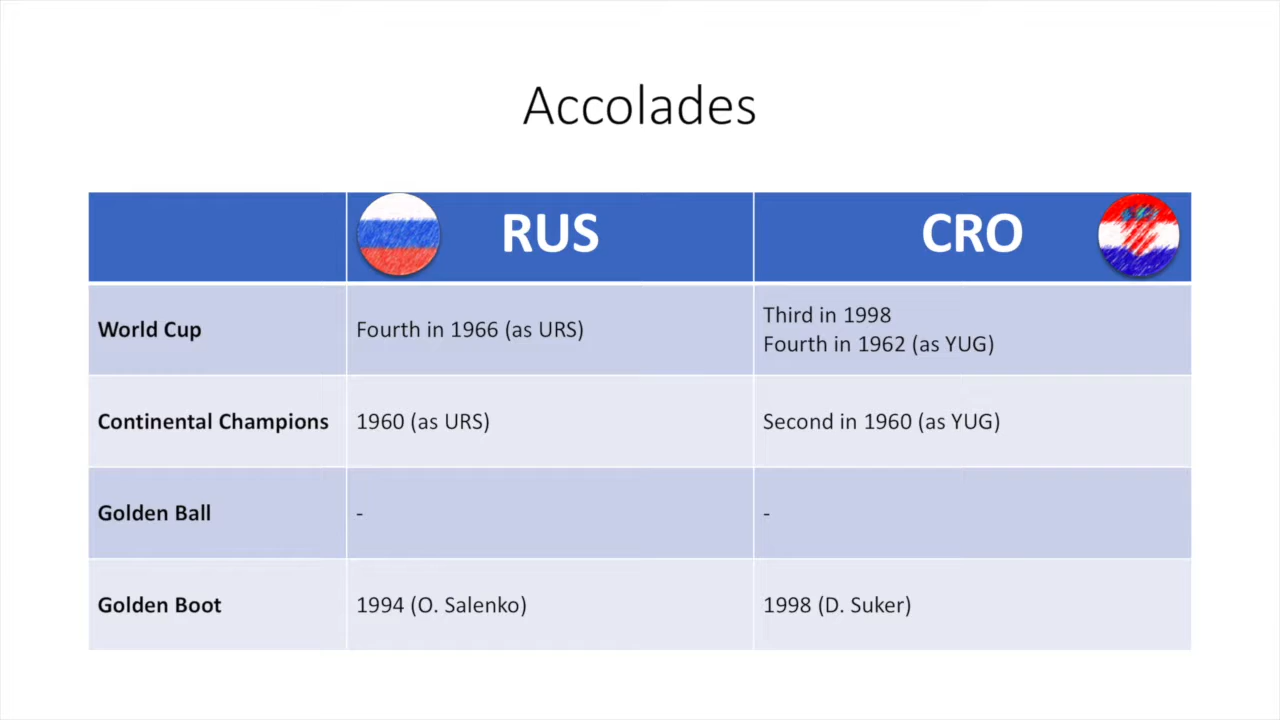 Accolades
RUS CRO
World Cup Fourth in 1966 (as URS) Third in 1998
Fourth in 1962 (as YUG)
Continental Champions 1960 (as URS) Second in 1960 (as YUG)
Golden Ball - -
Golden Boot 1994 (O. Salenko) 1998 (D. Suker)